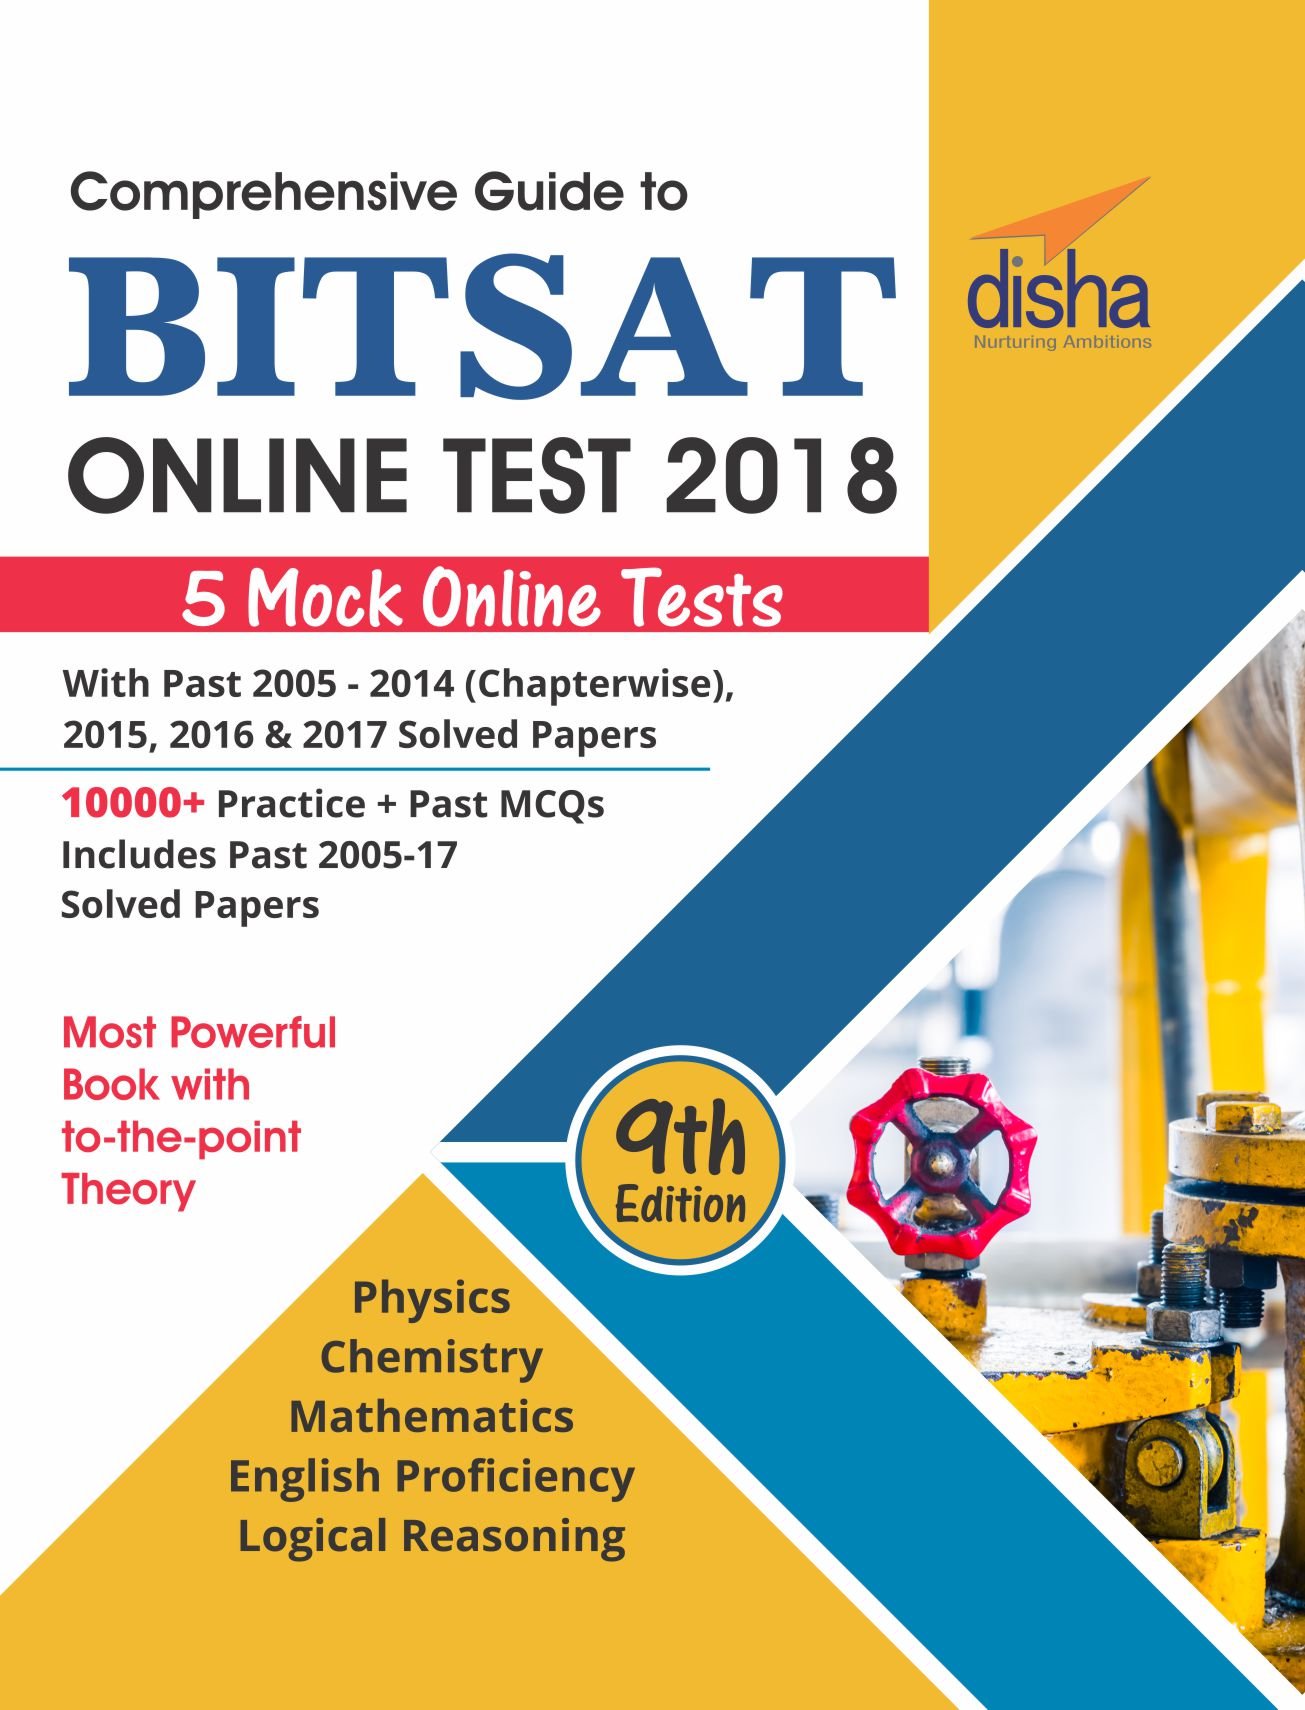 Comprehensive Guide to
BITSAT
ONLINE TEST 2018
disha
Nurturing Ambitions
5 Mock Online Tests
With Past 2005 - 2014 (Chapterwise),
2015, 2016 & 2017 Solved Papers
10000+ Practice + Past MCQs
Includes Past 2005-17
Solved Papers
Most Powerful
Book with
to-the-point
Theory
9th
Edition
Physics
Chemistry
Mathematics
English Proficiency
Logical Reasoning